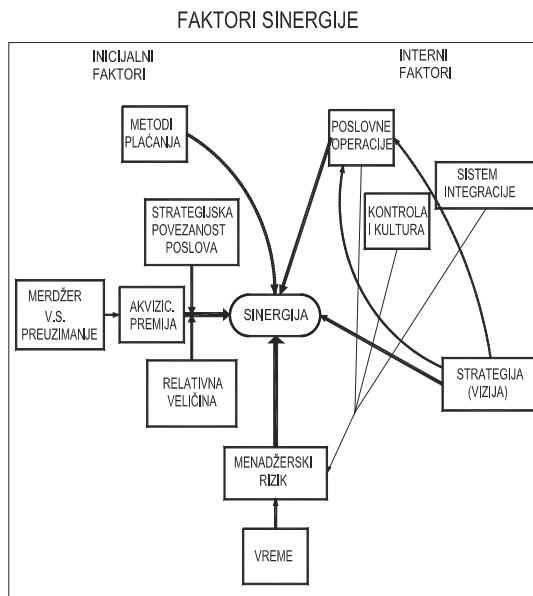 FAKTORI SINERGIJE
INICIJALNI
FAKTORI
INTERNI
FAKTORI
METODI
PLAĆANJA
POSLOVNE
OPERACIJE
SISTEM
INTEGRACIJE
KONTROLA
I KULTURA
STRATEGIJSKA
POVEZANOST
POSLOVA
MERDŽER
V.S.
PREUZIMANJE
AKVIZIC.
PREMIJA
SINERGIJA
RELATIVNA
VELIČINA
STRATEGIJA
(VIZIJA)
MENADŽERSKI
RIZIK
VREME